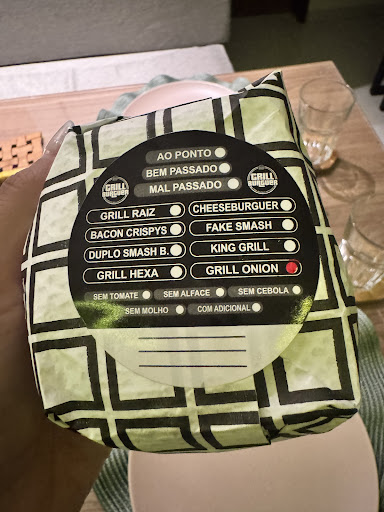 AO PONTO
BEM PASSADO
MAL PASSADO
GRILL
BURGUER
GRILL
BURGUER
GRILL RAIZ
CHEESEBURGUER
BACON CRISPYS
FAKE SMASH
DUPLO SMASH B.
KING GRILL
GRILL HEXA
GRILL ONION
SEM TOMATE
SEM ALFACE
SEM CEBOLA
SEM MOLHO
COM ADICIONAL